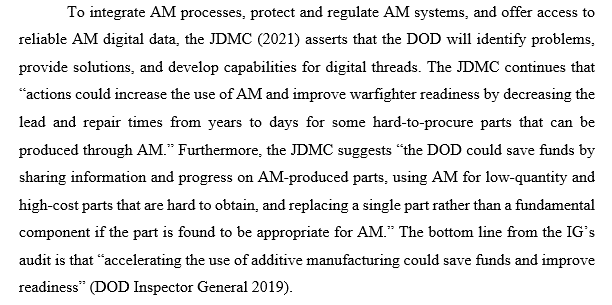 To integrate AM processes, protect and regulate AM systems, and offer access to
reliable AM digital data, the JDMC (2021) asserts that the DOD will identify problems,
provide solutions, and develop capabilities for digital threads. The JDMC continues that
“actions could increase the use of AM and improve warfighter readiness by decreasing the
lead and repair times from years to days for some hard-to-procure parts that can be
produced through AM.” Furthermore, the JDMC suggests “the DOD could save funds by
sharing information and progress on AM-produced parts, using AM for low-quantity and
high-cost parts that are hard to obtain, and replacing a single part rather than a fundamental
component if the part is found to be appropriate for AM.” The bottom line from the IG’s
audit is that “accelerating the use of additive manufacturing could save funds and improve
readiness” (DOD Inspector General 2019).